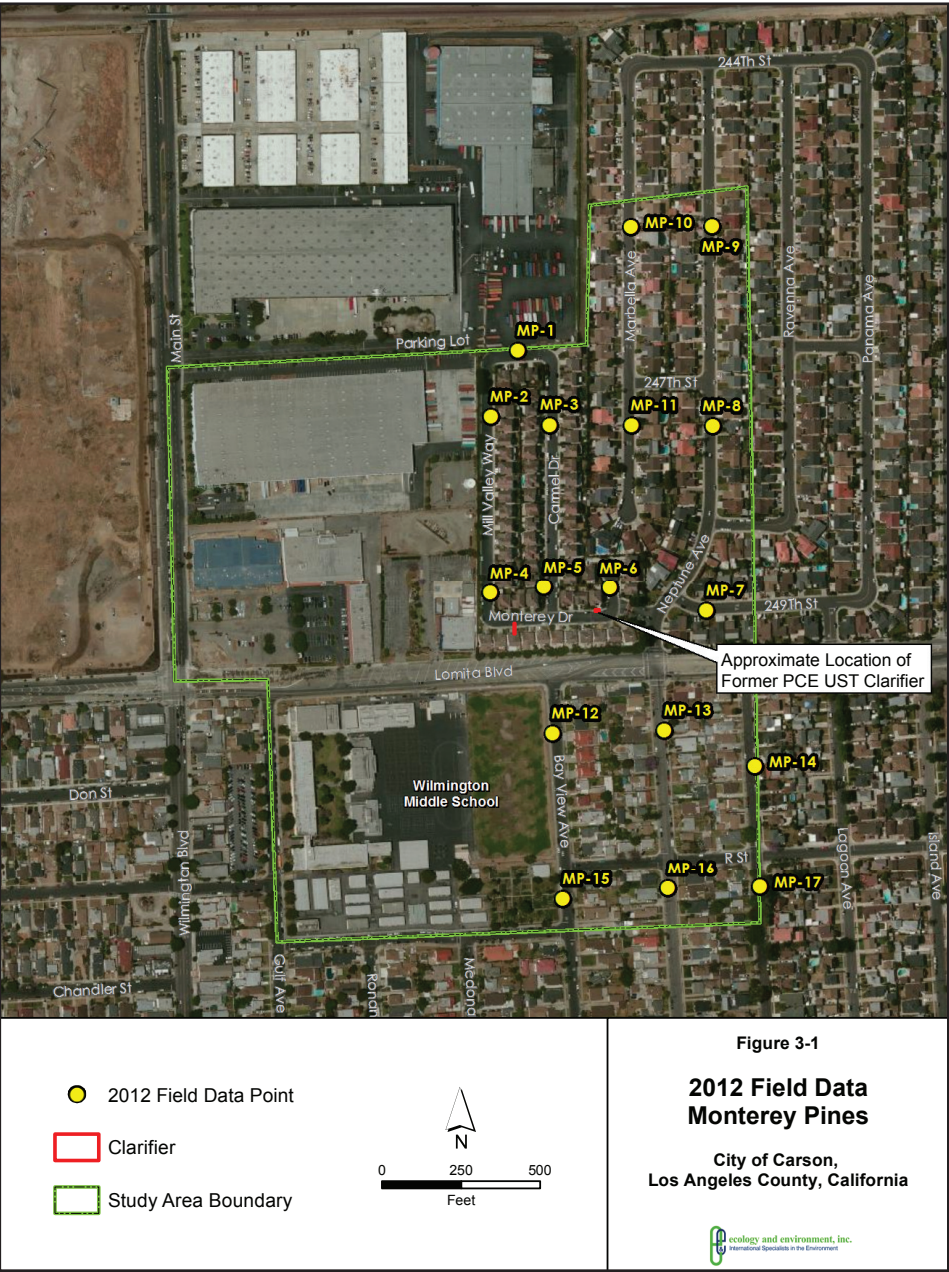 244Th St
MP-10
MP-9
Marbella Ave
Ravenna Ave
Panama Ave
Main St
MP-1
Parking Lot
247Th St
MP-2
MP-3
MP-11
MP-8
Mill Valley Way
Carmel Dr
MP-4
MP-5
MP-6
Neptune Ave
MP-7
249Th St
Monterey Dr
Approximate Location of
Former PCE UST Clarifier
Lomita Blvd
MP-12
MP-13
MP-14
Wilmington
Middle School
Bay View Ave
Don St
Wilmington Blvd
R St
MP-15
MP-16
MP-17
Lagoon Ave
Island Ave
Chandler St
Gulf Ave
Ronan
Mcdona
2012 Field Data Point
Clarifier
Study Area Boundary
N
0 250 500
Feet
Figure 3-1
2012 Field Data
Monterey Pines
City of Carson,
Los Angeles County, California
ecology and environment, inc.
International Specialists in the Environment